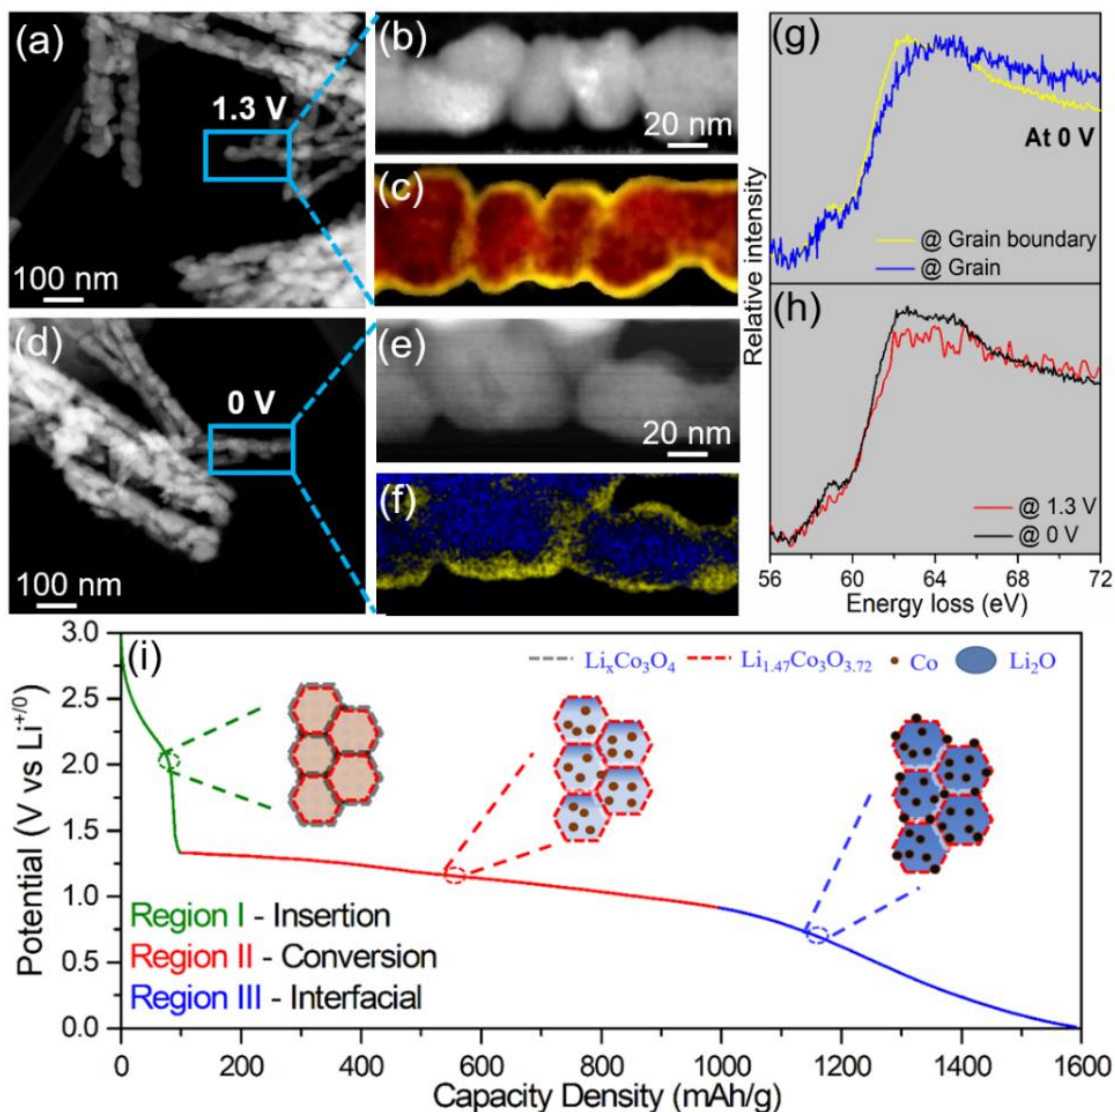 (a)
1.3 V
100 nm
(b)
20 nm
(c)
(d)
0 V
100 nm
(e)
20 nm
(f)
Relative intensity
(g)
At 0 V
@ Grain boundary
@ Grain
(h)
@ 1.3 V
@ 0 V
56 60 64 68 72
Energy loss (eV)
(i)
LiₓCo₃O₄ Li₁.₄₇Co₃O₃.₇₂ Co Li₂O
Potential (V vs Li⁺ᐟ⁰)
3.0
2.5
2.0
1.5
1.0
0.5
0.0
Region I - Insertion
Region II - Conversion
Region III - Interfacial
0 200 400 600 800 1000 1200 1400 1600
Capacity Density (mAh/g)